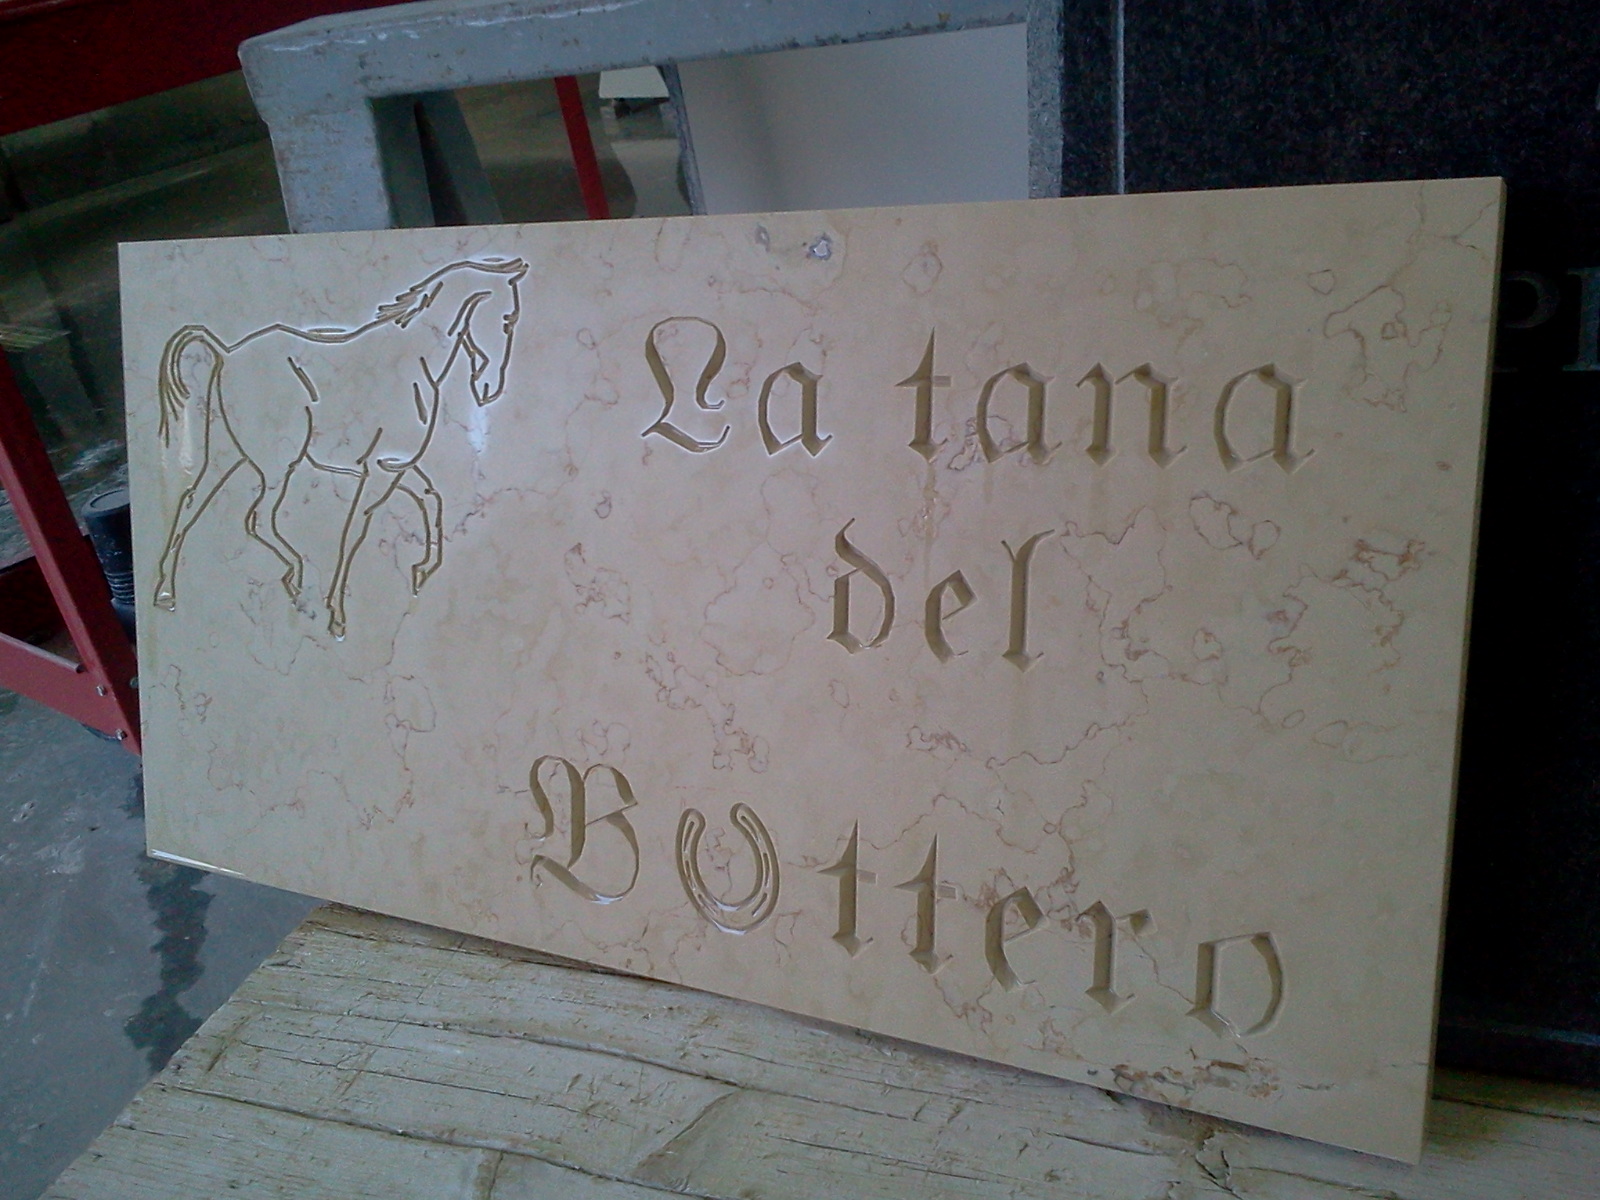 La tana
del
Buttero